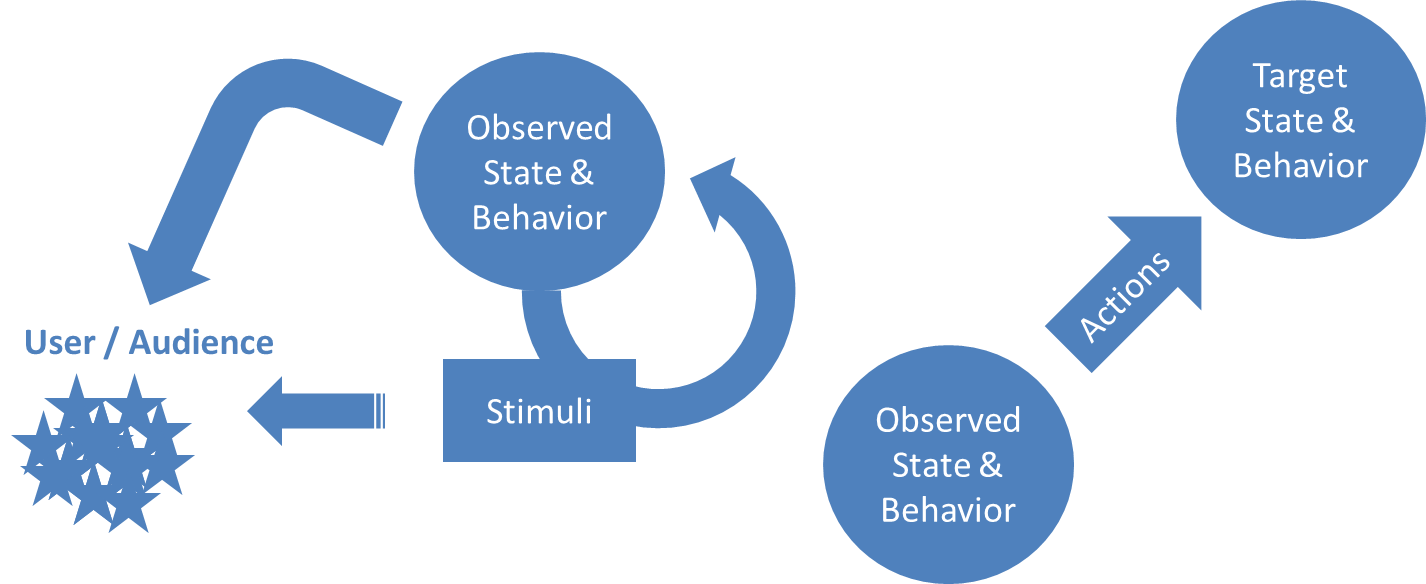 Observed
State &
Behavior
User / Audience
Stimuli
Target
State &
Behavior
Actions
Observed
State &
Behavior